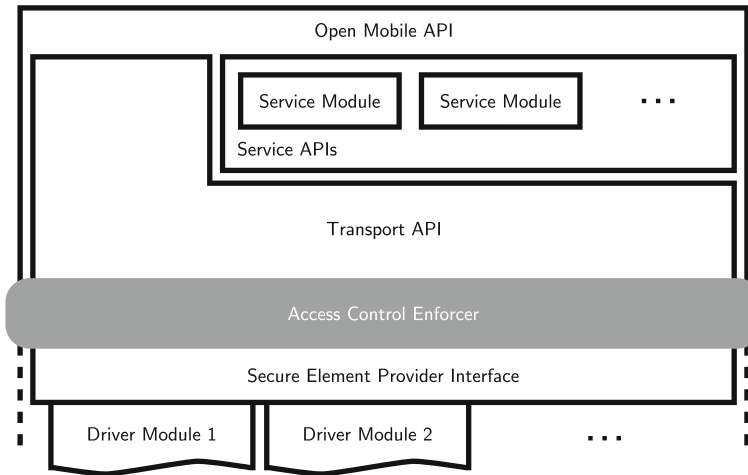 Open Mobile API
Service Module Service Module ...
Service APIs
Transport API
Access Control Enforcer
Secure Element Provider Interface
Driver Module 1 Driver Module 2 ...